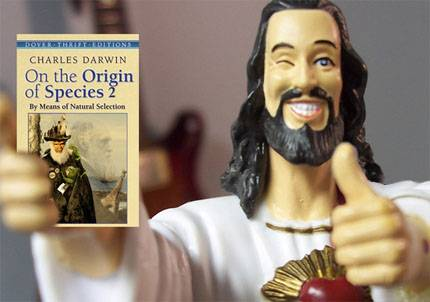 DOVER · THRIFT · EDITIONS
CHARLES DARWIN
On the Origin
of Species 2
By Means of Natural Selection